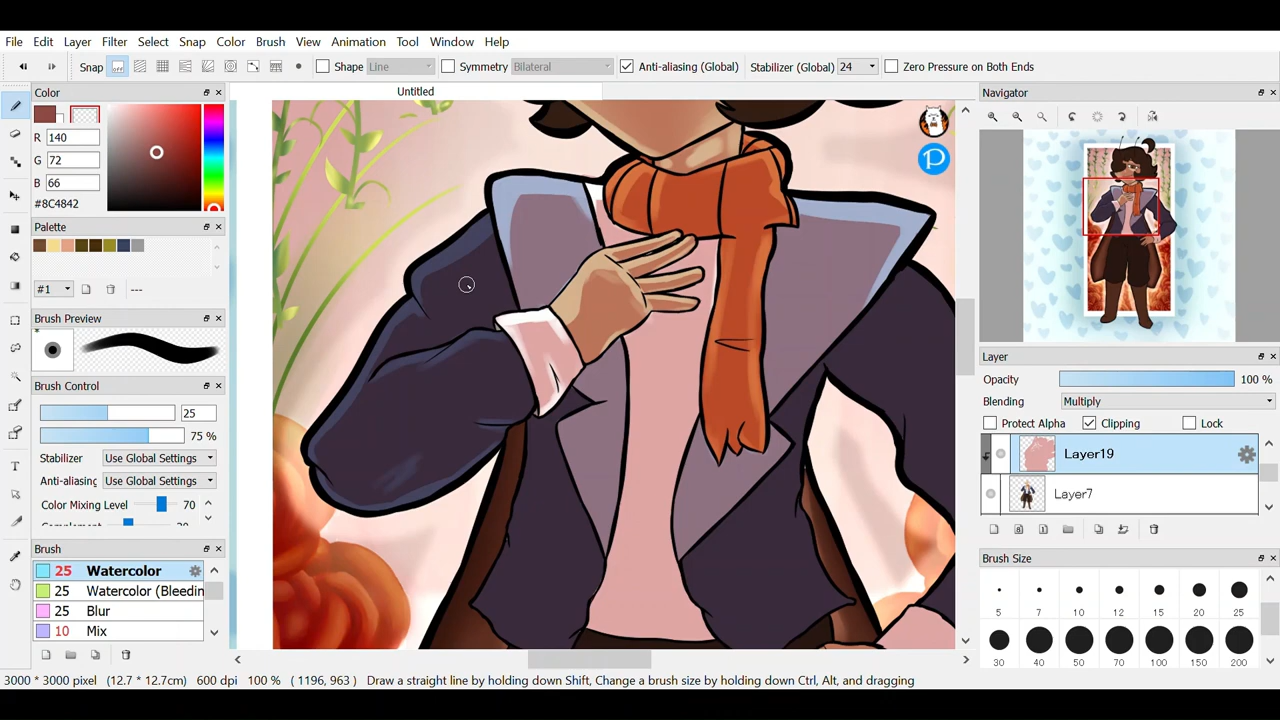 File Edit Layer Filter Select Snap Color Brush View Animation Tool Window Help
Snap off Shape Line Symmetry Bilateral Anti-aliasing (Global) Stabilizer (Global) 24 Zero Pressure on Both Ends
Color
R 140
G 72
B 66
#8C4842
Palette
#1 ---
Brush Preview
Brush Control
25
75 %
Stabilizer Use Global Settings
Anti-aliasing Use Global Settings
Color Mixing Level 70
Brush
25 Watercolor
25 Watercolor (Bleedin
25 Blur
10 Mix
Untitled
P
Navigator
Layer
Opacity 100 %
Blending Multiply
Protect Alpha Clipping Lock
Layer19
Layer7
Brush Size
5 7 10 12 15 20 25
30 40 50 70 100 150 200
3000 * 3000 pixel (12.7 * 12.7cm) 600 dpi 100 % ( 1196, 963 ) Draw a straight line by holding down Shift, Change a brush size by holding down Ctrl, Alt, and dragging